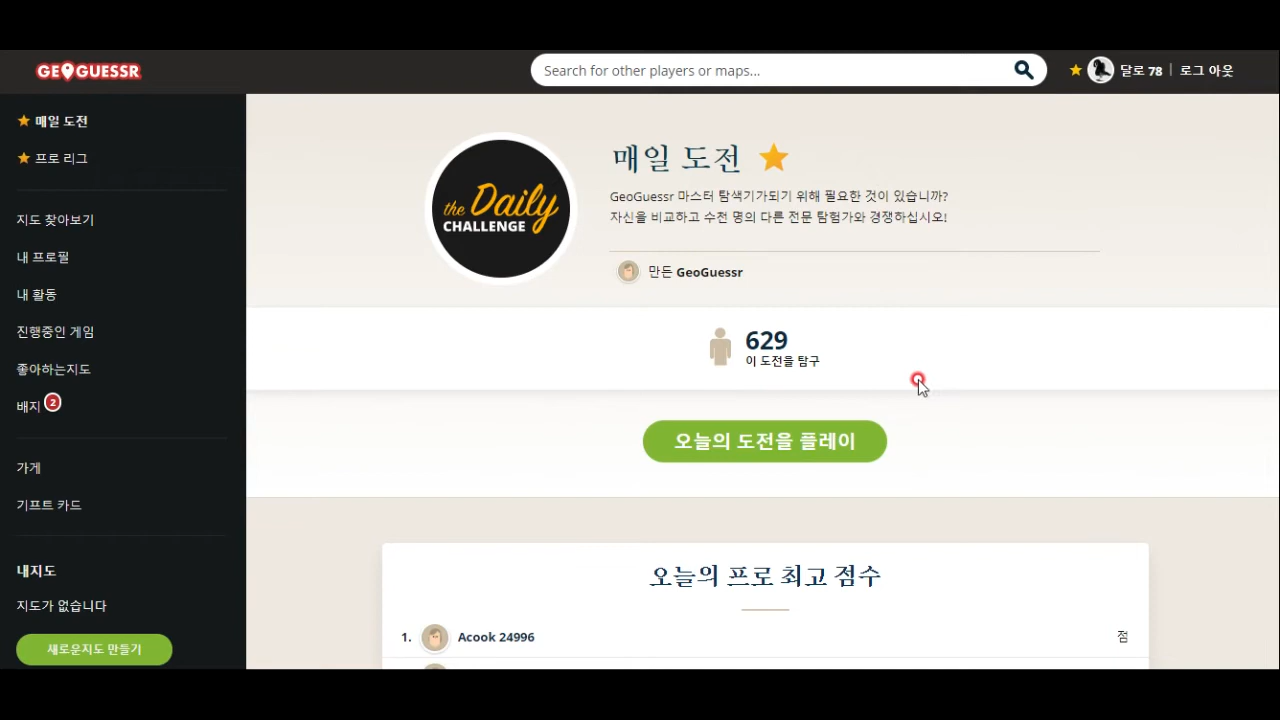 GEOGUESSR
Search for other players or maps...
달로 78 | 로그 아웃
매일 도전
프로 리그
지도 찾아보기
내 프로필
내 활동
진행중인 게임
좋아하는지도
배지 2
가게
기프트 카드
내지도
지도가 없습니다
새로운지도 만들기
the Daily
CHALLENGE
매일 도전
GeoGuessr 마스터 탐색기가되기 위해 필요한 것이 있습니까?
자신을 비교하고 수천 명의 다른 전문 탐험가와 경쟁하십시오!
만든 GeoGuessr
629
이 도전을 탐구
오늘의 도전을 플레이
오늘의 프로 최고 점수
1. Acook 24996 점